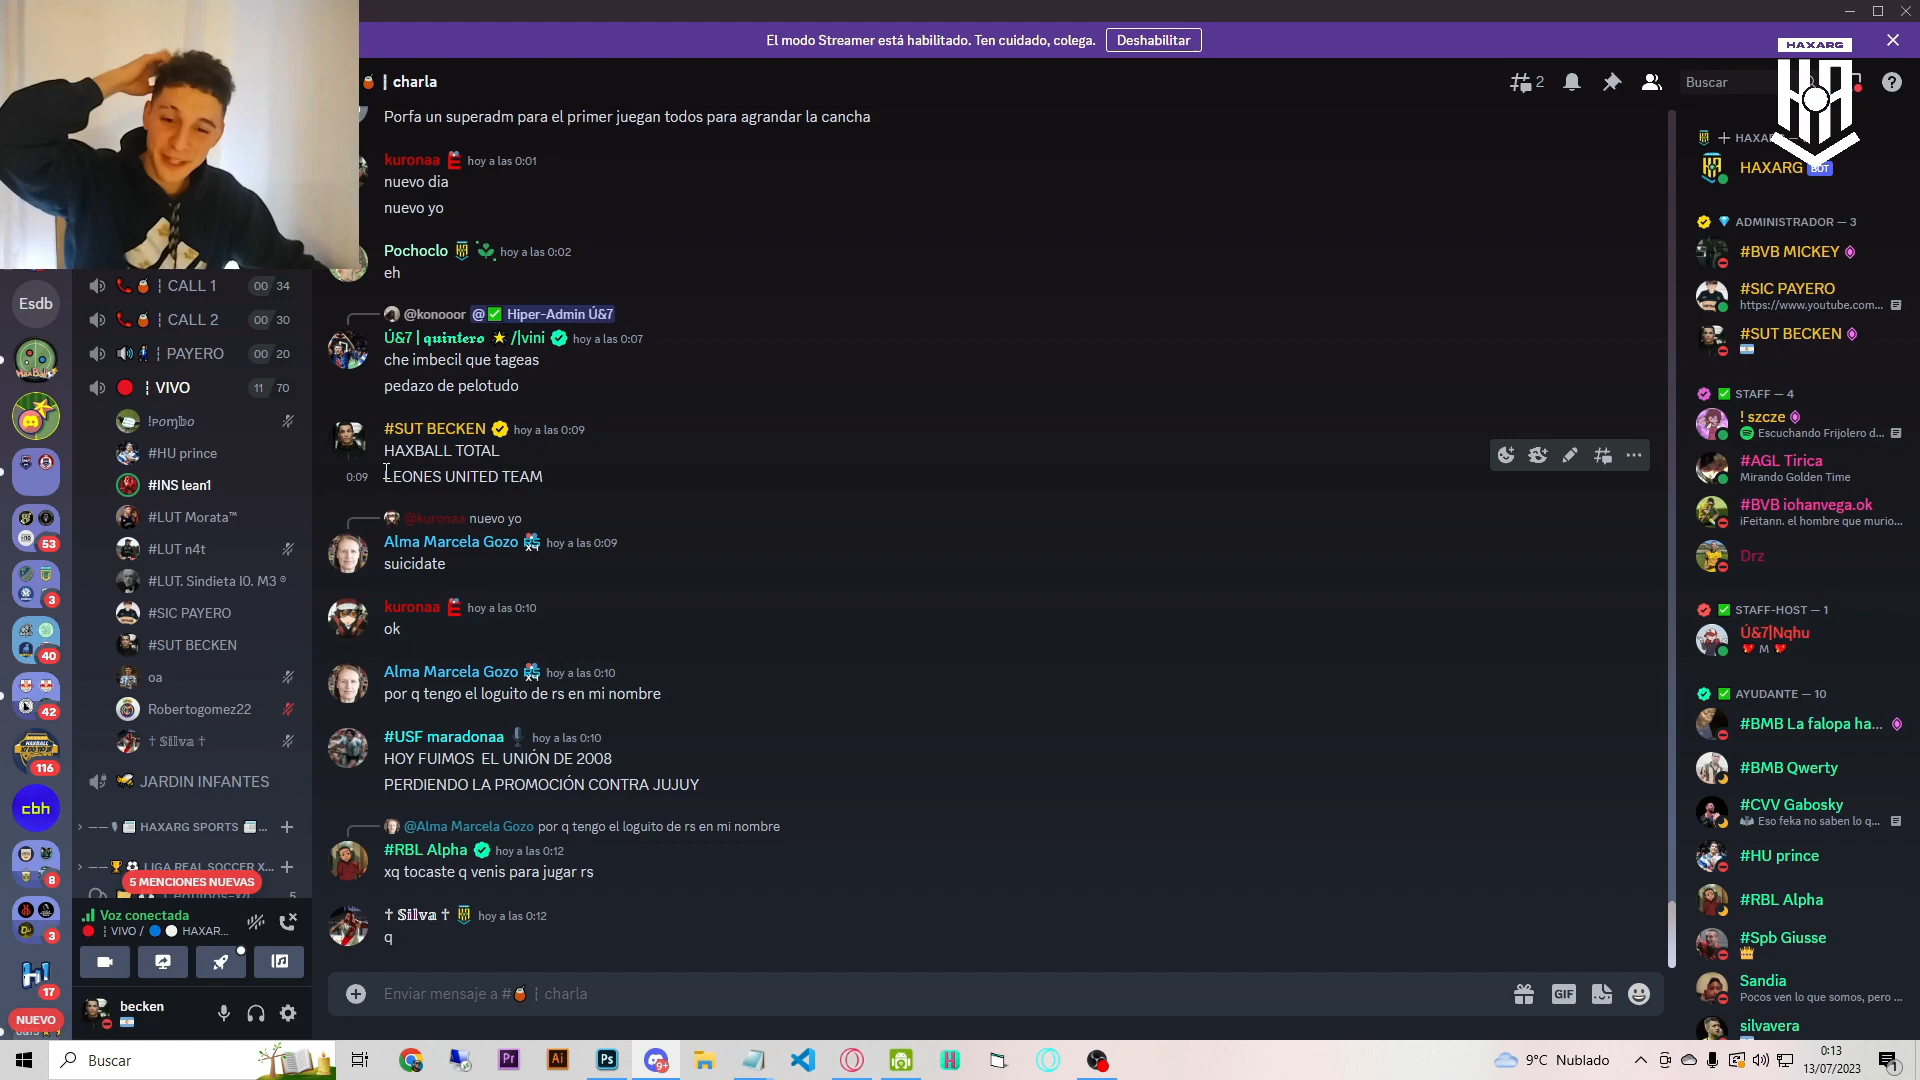 El modo Streamer está habilitado. Ten cuidado, colega.
Deshabilitar
HAXARG
charla
2
Buscar
Porfa un superadm para el primer juegan todos para agrandar la cancha
kuronaa hoy a las 0:01
nuevo dia
nuevo yo
Pochoclo hoy a las 0:02
eh
@konooor @ Hiper-Admin Ú&7
Ú&7 | 𝖖𝖚𝖎𝖓𝖙𝖊𝖗𝖔 /|vini hoy a las 0:07
che imbecil que tageas
pedazo de pelotudo
#SUT BECKEN hoy a las 0:09
HAXBALL TOTAL
0:09 LEONES UNITED TEAM
@kuronaa nuevo yo
Alma Marcela Gozo hoy a las 0:09
suicidate
kuronaa hoy a las 0:10
ok
Alma Marcela Gozo hoy a las 0:10
por q tengo el loguito de rs en mi nombre
#USF maradonaa hoy a las 0:10
HOY FUIMOS EL UNIÓN DE 2008
PERDIENDO LA PROMOCIÓN CONTRA JUJUY
@Alma Marcela Gozo por q tengo el loguito de rs en mi nombre
#RBL Alpha hoy a las 0:12
xq tocaste q venis para jugar rs
† 𝕊𝕚𝕝𝕧𝕒 † hoy a las 0:12
q
Enviar mensaje a # ¦ charla
GIF
Esdb
53
3
40
42
116
cbh
8
3
17
NUEVO
CALL 1 00 34
CALL 2 00 30
PAYERO 00 20
VIVO 11 70
#HU prince
#INS lean1
#LUT Morata™
#LUT n4t
#LUT. Sindieta I0. M3 ®
#SIC PAYERO
#SUT BECKEN
oa
Robertogomez22
† 𝕊𝕚𝕝𝕧𝕒 †
JARDIN INFANTES
HAXARG SPORTS ...
LIGA REAL SOCCER X...
5 MENCIONES NUEVAS
Voz conectada
VIVO / HAXAR...
becken
HAXARG BOT
ADMINISTRADOR — 3
#BVB MICKEY
#SIC PAYERO
https://www.youtube.com...
#SUT BECKEN
STAFF — 4
! szcze
Escuchando Frijolero d...
#AGL Tirica
Mirando Golden Time
#BVB iohanvega.ok
iFeitann. el hombre que murio...
Drz
STAFF-HOST — 1
Ú&7|Nqhu
M
AYUDANTE — 10
#BMB La falopa ha...
#BMB Qwerty
#CVV Gabosky
Eso feka no saben lo q...
#HU prince
#RBL Alpha
#Spb Giusse
Sandia
Pocos ven lo que somos, pero ...
silvavera
Buscar
Pr
Ai
Ps
9+
9°C Nublado
0:13
13/07/2023
1